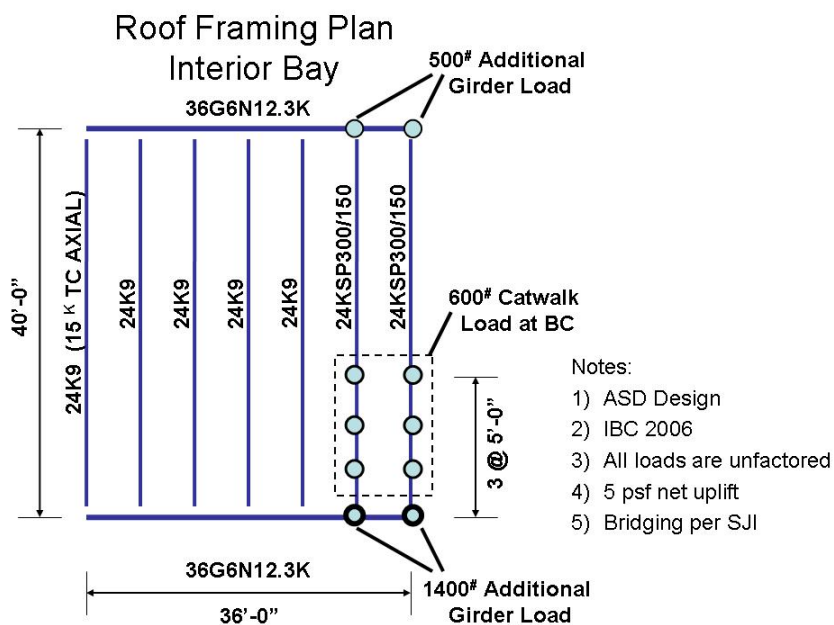 Roof Framing Plan
Interior Bay
500# Additional
Girder Load
36G6N12.3K
40'-0”
24K9 (15 K TC AXIAL)
24K9
24K9
24K9
24K9
24KSP300/150
24KSP300/150
600# Catwalk
Load at BC
3 @ 5'-0”
Notes:
1) ASD Design
2) IBC 2006
3) All loads are unfactored
4) 5 psf net uplift
5) Bridging per SJI
36G6N12.3K
36'-0”
1400# Additional
Girder Load